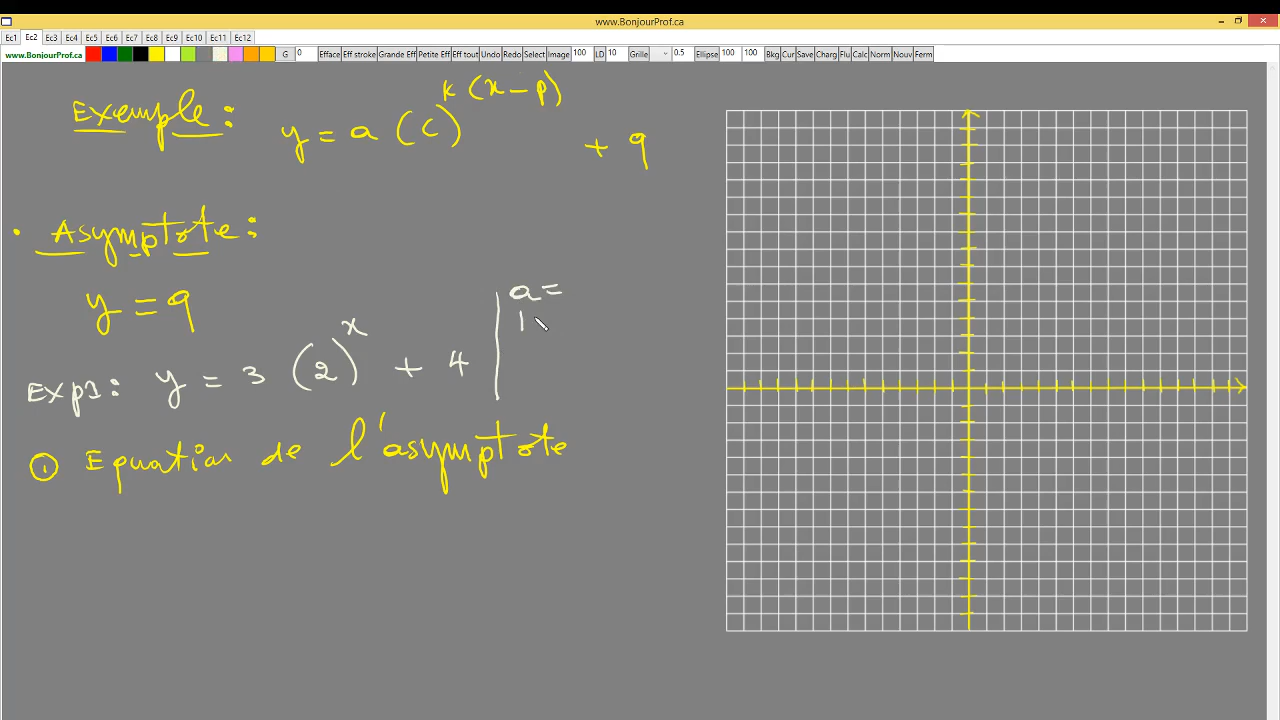 www.BonjourProf.ca
Ec1 Ec2 Ec3 Ec4 Ec5 Ec6 Ec7 Ec8 Ec9 Ec10 Ec11 Ec12
www.BonjourProf.ca G 0 Efface Eff stroke Grande Eff Petite Eff Eff tout Undo Redo Select Image 100 LD 10 Grille 0.5 Ellipse 100 100 Bkg Cur Sav Charg Flu Calc Norm Nouv Ferm
Exemple: y = a (c)^k(x-p) + q
• Asymptote:
y = q
Exp1: y = 3 (2)^x + 4
a =
① Equation de l'asymptote